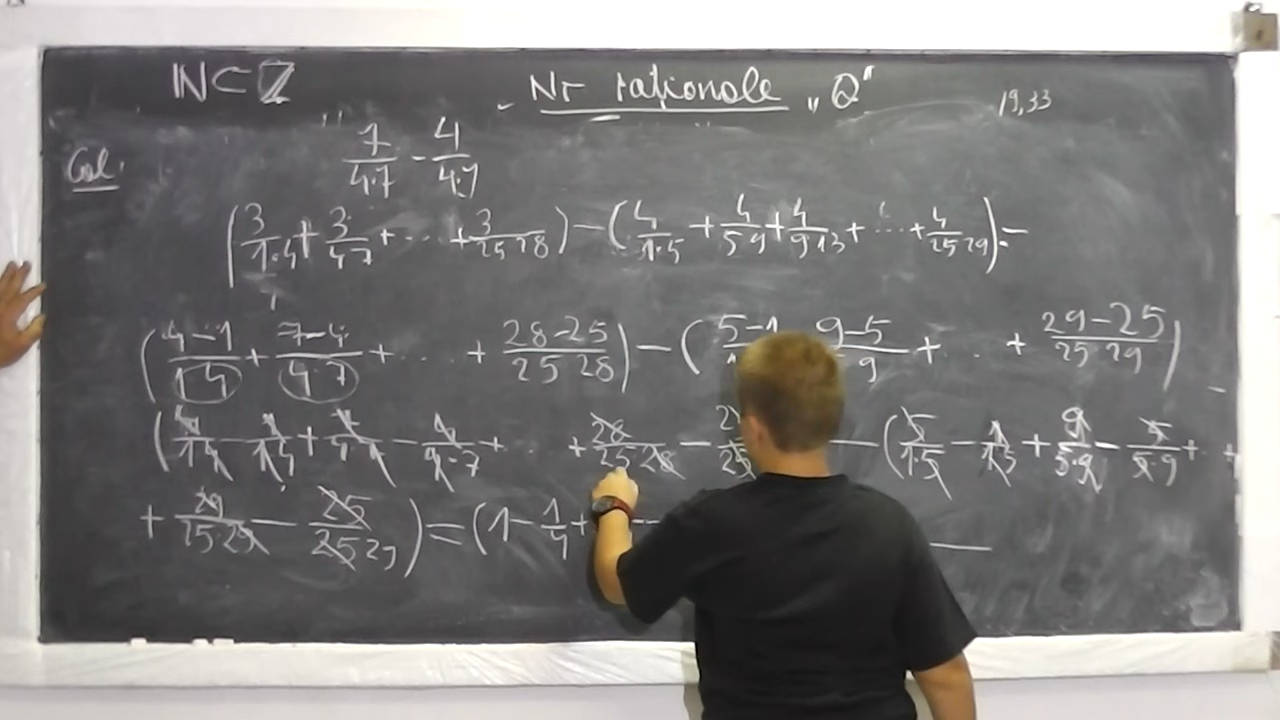 ℕ⊂ℤ Nr rationale „Q" 19,33
Cal:
7/(4·7) - 4/(4·7)
(3/(1·4) + 3/(4·7) + ... + 3/(25·28)) - (4/(1·5) + 4/(5·9) + 4/(9·13) + ... + 4/(25·29)) =
((4-1)/(1·4) + (7-4)/(4·7) + ... + (28-25)/(25·28)) - ((5-1)/ (9-5)/ 9 + ... + (29-25)/(25·29))
(4/(1·4) - 1/(1·4) + 7/(4·7) - 4/(4·7) + ... + 28/(25·28) - - (5/(1·5) - 1/(1·5) + 9/(5·9) - 5/(5·9) + ..+
+ 29/(25·29) - 25/(25·29)) = (1 - 1/4 +